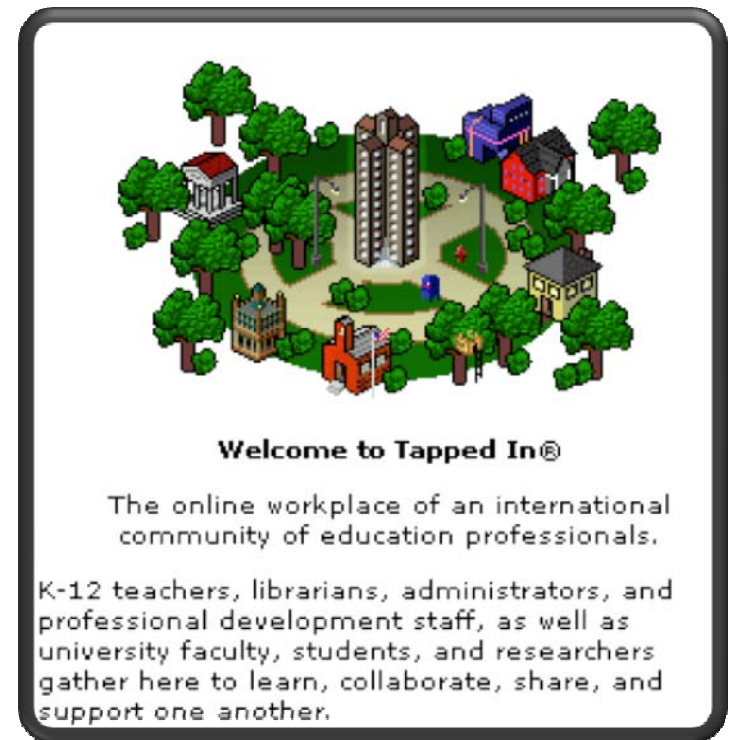 Welcome to Tapped In®
The online workplace of an international
community of education professionals.
K-12 teachers, librarians, administrators, and
professional development staff, as well as
university faculty, students, and researchers
gather here to learn, collaborate, share, and
support one another.